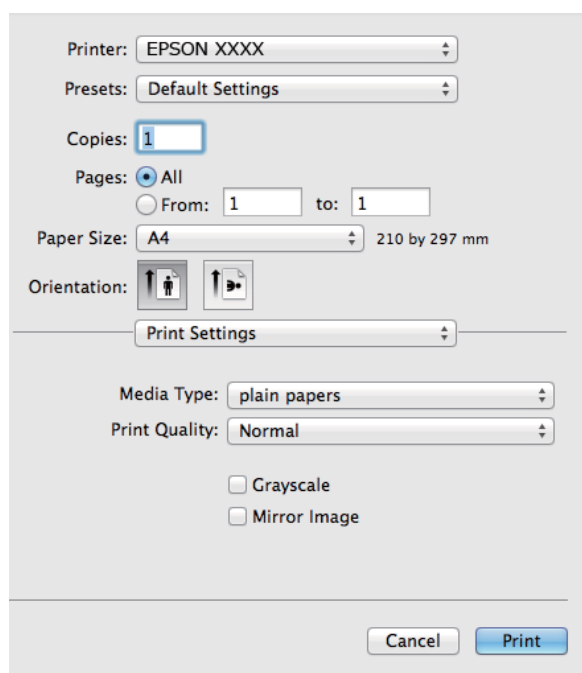 Printer: EPSON XXXX
Presets: Default Settings
Copies: 1
Pages: All
From: 1 to: 1
Paper Size: A4 210 by 297 mm
Orientation:
Print Settings
Media Type: plain papers
Print Quality: Normal
Grayscale
Mirror Image
Cancel Print